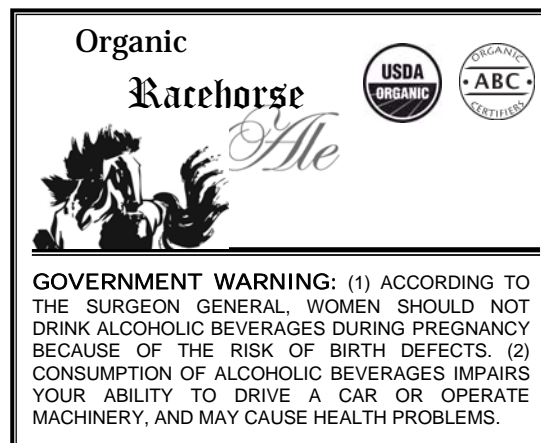 Organic
Racehorse
Ale
USDA
ORGANIC
ORGANIC
ABC
CERTIFIERS
GOVERNMENT WARNING: (1) ACCORDING TO
THE SURGEON GENERAL, WOMEN SHOULD NOT
DRINK ALCOHOLIC BEVERAGES DURING PREGNANCY
BECAUSE OF THE RISK OF BIRTH DEFECTS. (2)
CONSUMPTION OF ALCOHOLIC BEVERAGES IMPAIRS
YOUR ABILITY TO DRIVE A CAR OR OPERATE
MACHINERY, AND MAY CAUSE HEALTH PROBLEMS.